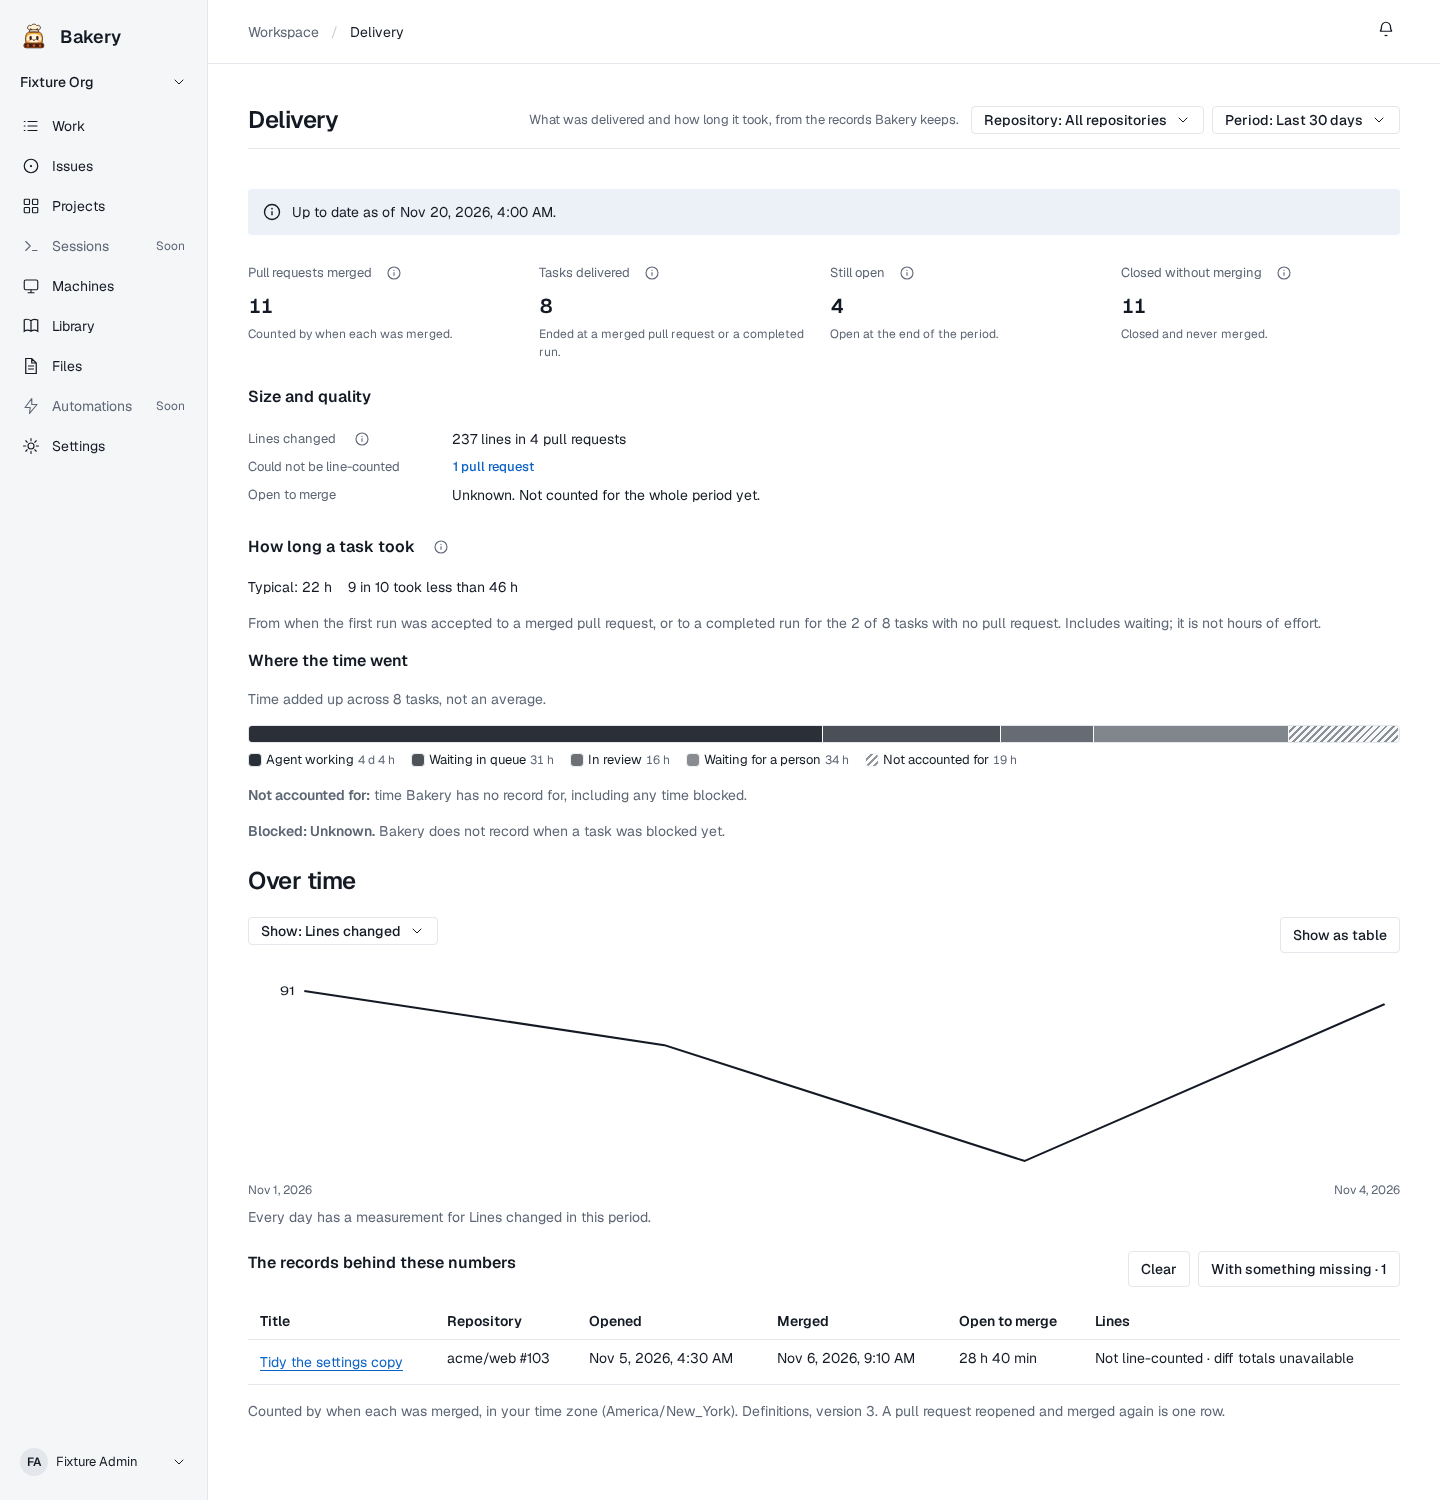 Bakery
Fixture Org
Work
Issues
Projects
Sessions Soon
Machines
Library
Files
Automations Soon
Settings
FA Fixture Admin
Workspace / Delivery
Delivery
What was delivered and how long it took, from the records Bakery keeps.
Repository: All repositories
Period: Last 30 days
Up to date as of Nov 20, 2026, 4:00 AM.
Pull requests merged
11
Counted by when each was merged.
Tasks delivered
8
Ended at a merged pull request or a completed
run.
Still open
4
Open at the end of the period.
Closed without merging
11
Closed and never merged.
Size and quality
Lines changed 237 lines in 4 pull requests
Could not be line-counted 1 pull request
Open to merge Unknown. Not counted for the whole period yet.
How long a task took
Typical: 22 h 9 in 10 took less than 46 h
From when the first run was accepted to a merged pull request, or to a completed run for the 2 of 8 tasks with no pull request. Includes waiting; it is not hours of effort.
Where the time went
Time added up across 8 tasks, not an average.
Agent working 4 d 4 h Waiting in queue 31 h In review 16 h Waiting for a person 34 h Not accounted for 19 h
Not accounted for: time Bakery has no record for, including any time blocked.
Blocked: Unknown. Bakery does not record when a task was blocked yet.
Over time
Show: Lines changed
Show as table
91
Nov 1, 2026 Nov 4, 2026
Every day has a measurement for Lines changed in this period.
The records behind these numbers
Clear
With something missing · 1
Title Repository Opened Merged Open to merge Lines
Tidy the settings copy acme/web #103 Nov 5, 2026, 4:30 AM Nov 6, 2026, 9:10 AM 28 h 40 min Not line-counted · diff totals unavailable
Counted by when each was merged, in your time zone (America/New_York). Definitions, version 3. A pull request reopened and merged again is one row.